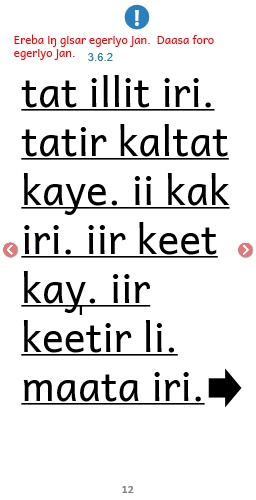 Ereba iŋ gisar egeriyo jan. Daasa foro
egeriyo jan. 3.6.2
tat illit iri.
tatir kaltat
kaye. ii kak
iri. iir keet
kay. iir
keetir li.
maata iri.
12